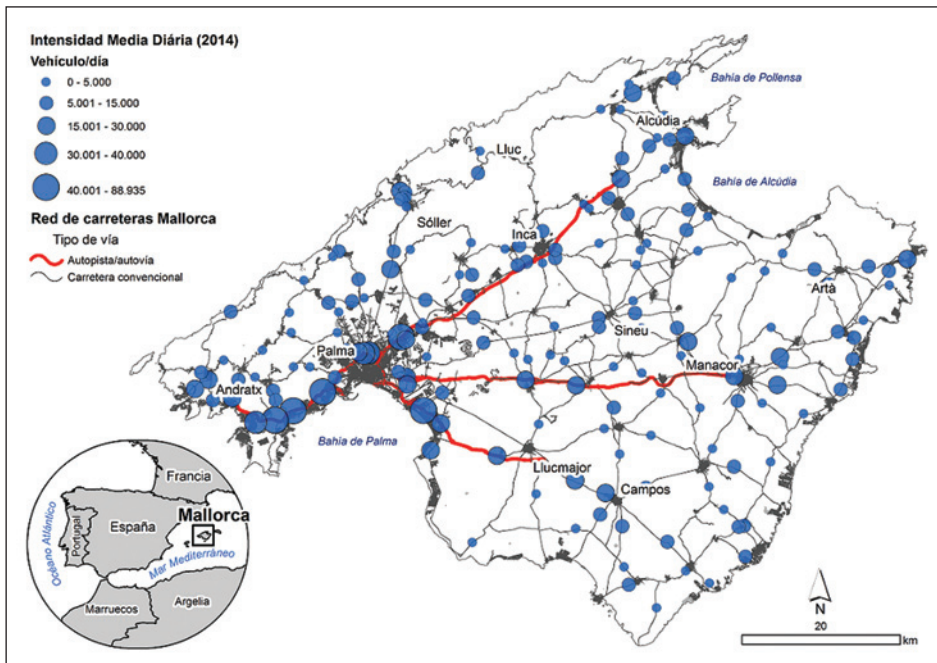 Intensidad Media Diária (2014)
Vehículo/día
0 - 5.000
5.001 - 15.000
15.001 - 30.000
30.001 - 40.000
40.001 - 88.935
Red de carreteras Mallorca
Tipo de vía
Autopista/autovía
Carretera convencional
Bahía de Pollensa
Alcúdia
Lluc
Bahía de Alcúdia
Sóller
Inca
Artà
Sineu
Palma
Manacor
Andratx
Bahía de Palma
Llucmajor
Campos
Francia
Océano Atlántico
Portugal
España
Mallorca
Mar Mediterráneo
Marruecos
Argelia
N
20
km